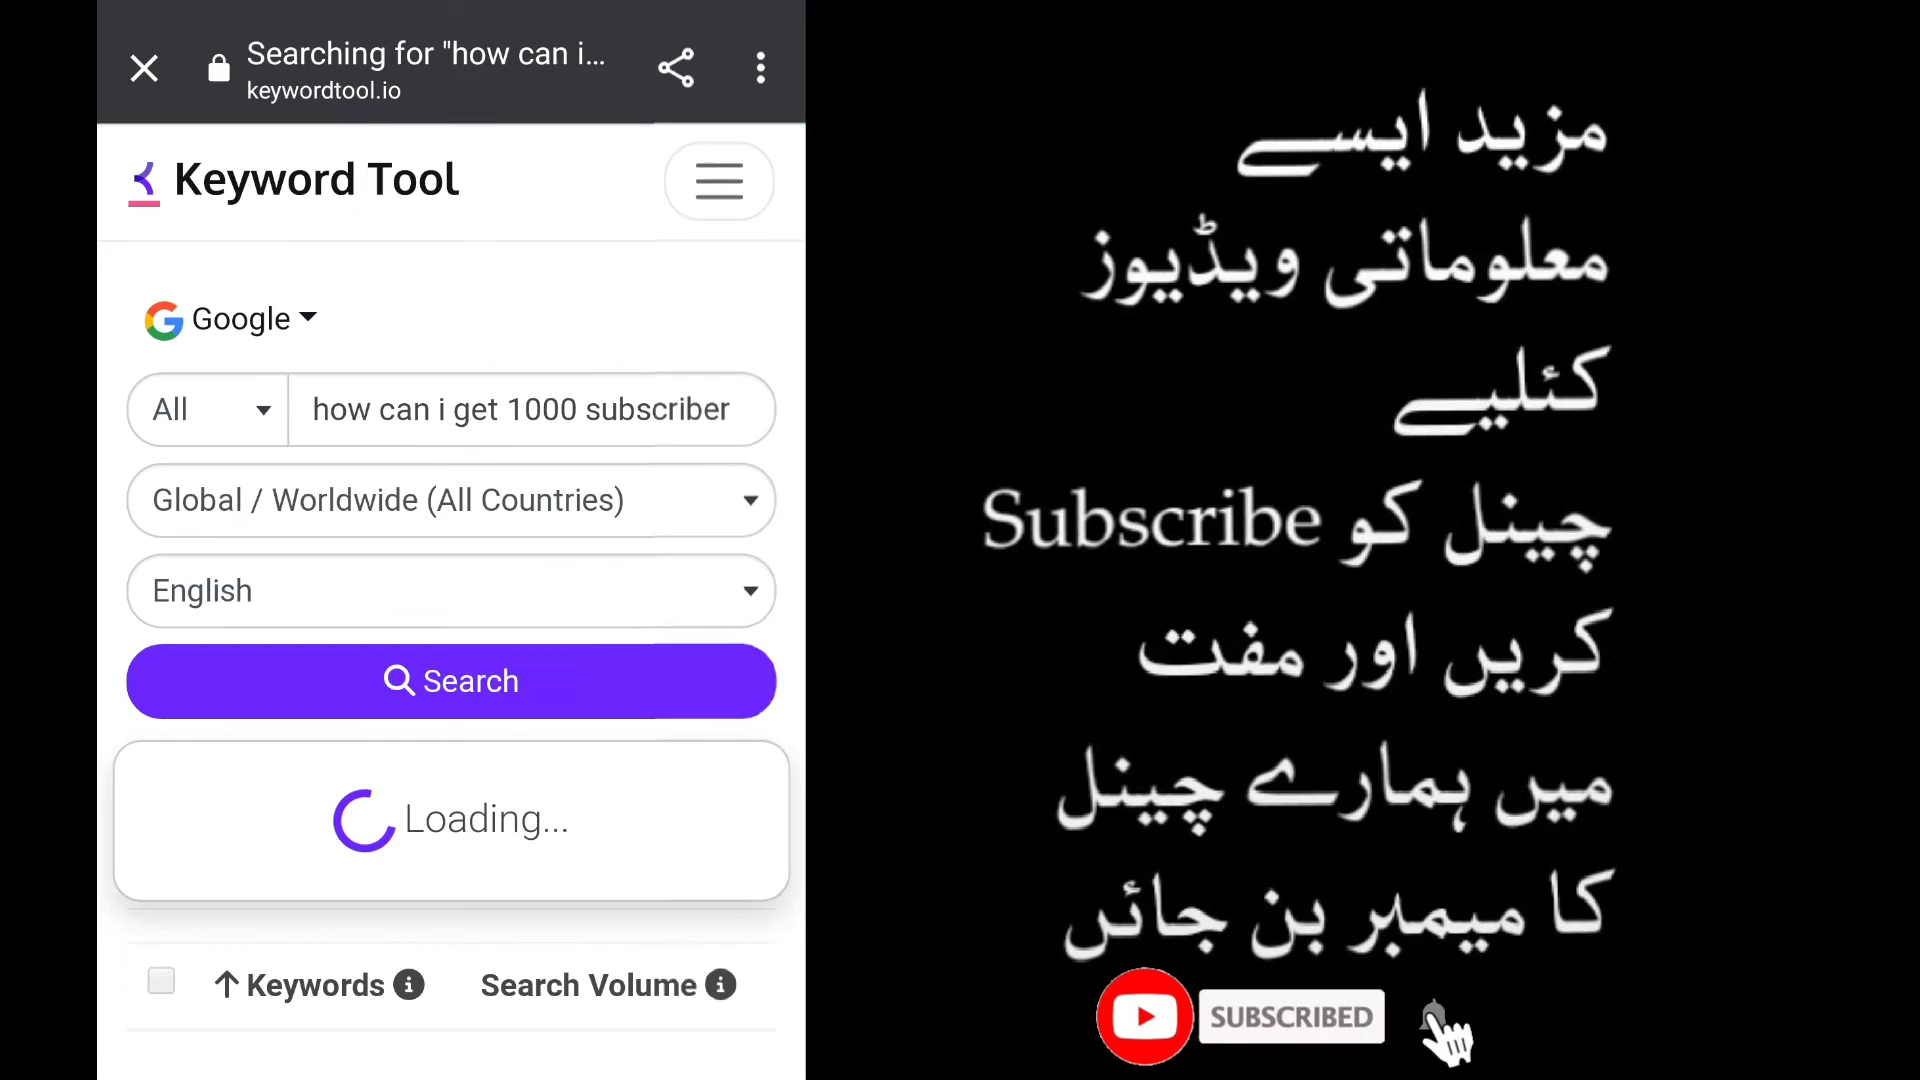 Searching for "how can i...
keywordtool.io
Keyword Tool
Google
All
how can i get 1000 subscriber
Global / Worldwide (All Countries)
English
Search
Loading...
Keywords
Search Volume
مزید ایسے
معلوماتی ویڈیوز
کئلیے
چینل کو Subscribe
کریں اور مفت
میں ہمارے چینل
کا میمبر بن جائں
SUBSCRIBED